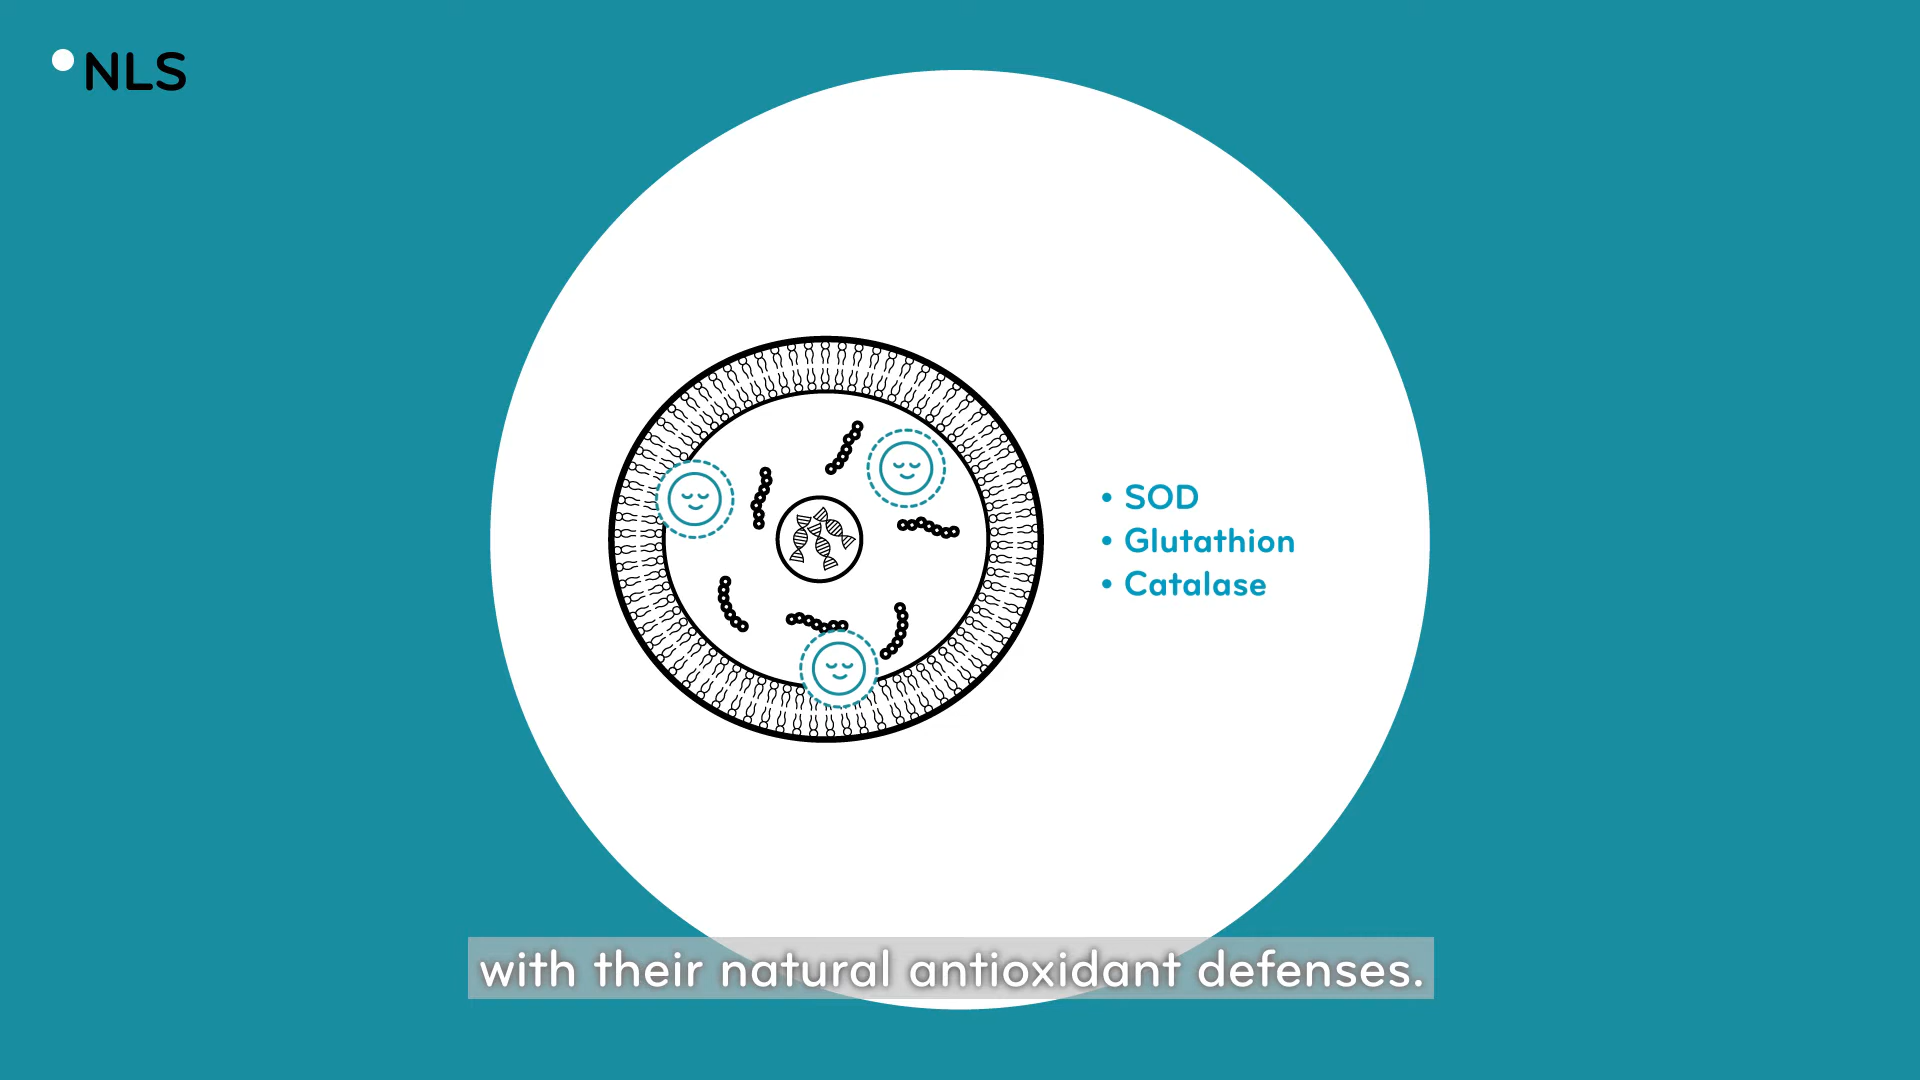 NLS
• SOD
• Glutathion
• Catalase
with their natural antioxidant defenses.